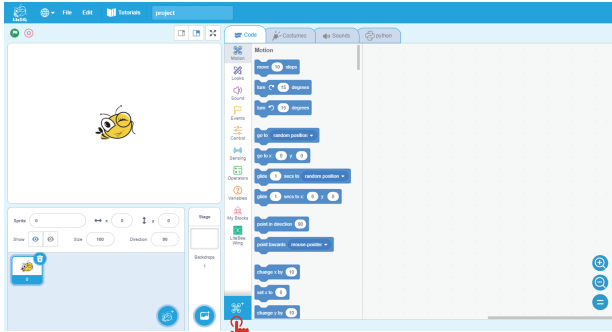 LiteBee
File Edit Tutorials project
Code Costumes Sounds python
Motion
Looks
Sound
Events
Control
Sensing
Operators
Variables
My Blocks
LiteBee Wing
Motion
move 10 steps
turn 15 degrees
turn 15 degrees
go to random position
go to x 0 y 0
glide 1 secs to random position
glide 1 secs to x 0 y 0
point in direction 90
point towards mouse-pointer
change x by 10
set x to 0
change y by 10
Sprite 0 x 0 y 0
Show Size 100 Direction 90
0
Stage
Backdrops
1